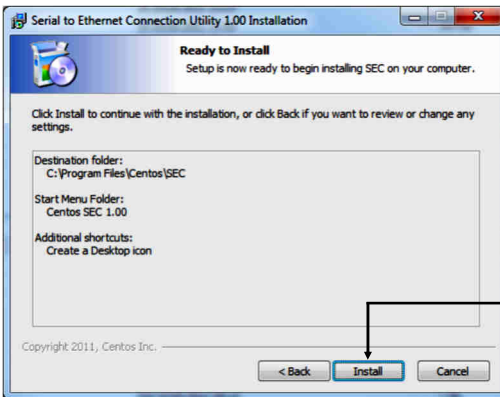 Serial to Ethernet Connection Utility 1.00 Installation
Ready to Install
Setup is now ready to begin installing SEC on your computer.
Click Install to continue with the installation, or click Back if you want to review or change any
settings.
Destination folder:
C:\Program Files\Centos\SEC
Start Menu Folder:
Centos SEC 1.00
Additional shortcuts:
Create a Desktop icon
Copyright 2011, Centos Inc.
< Back
Install
Cancel